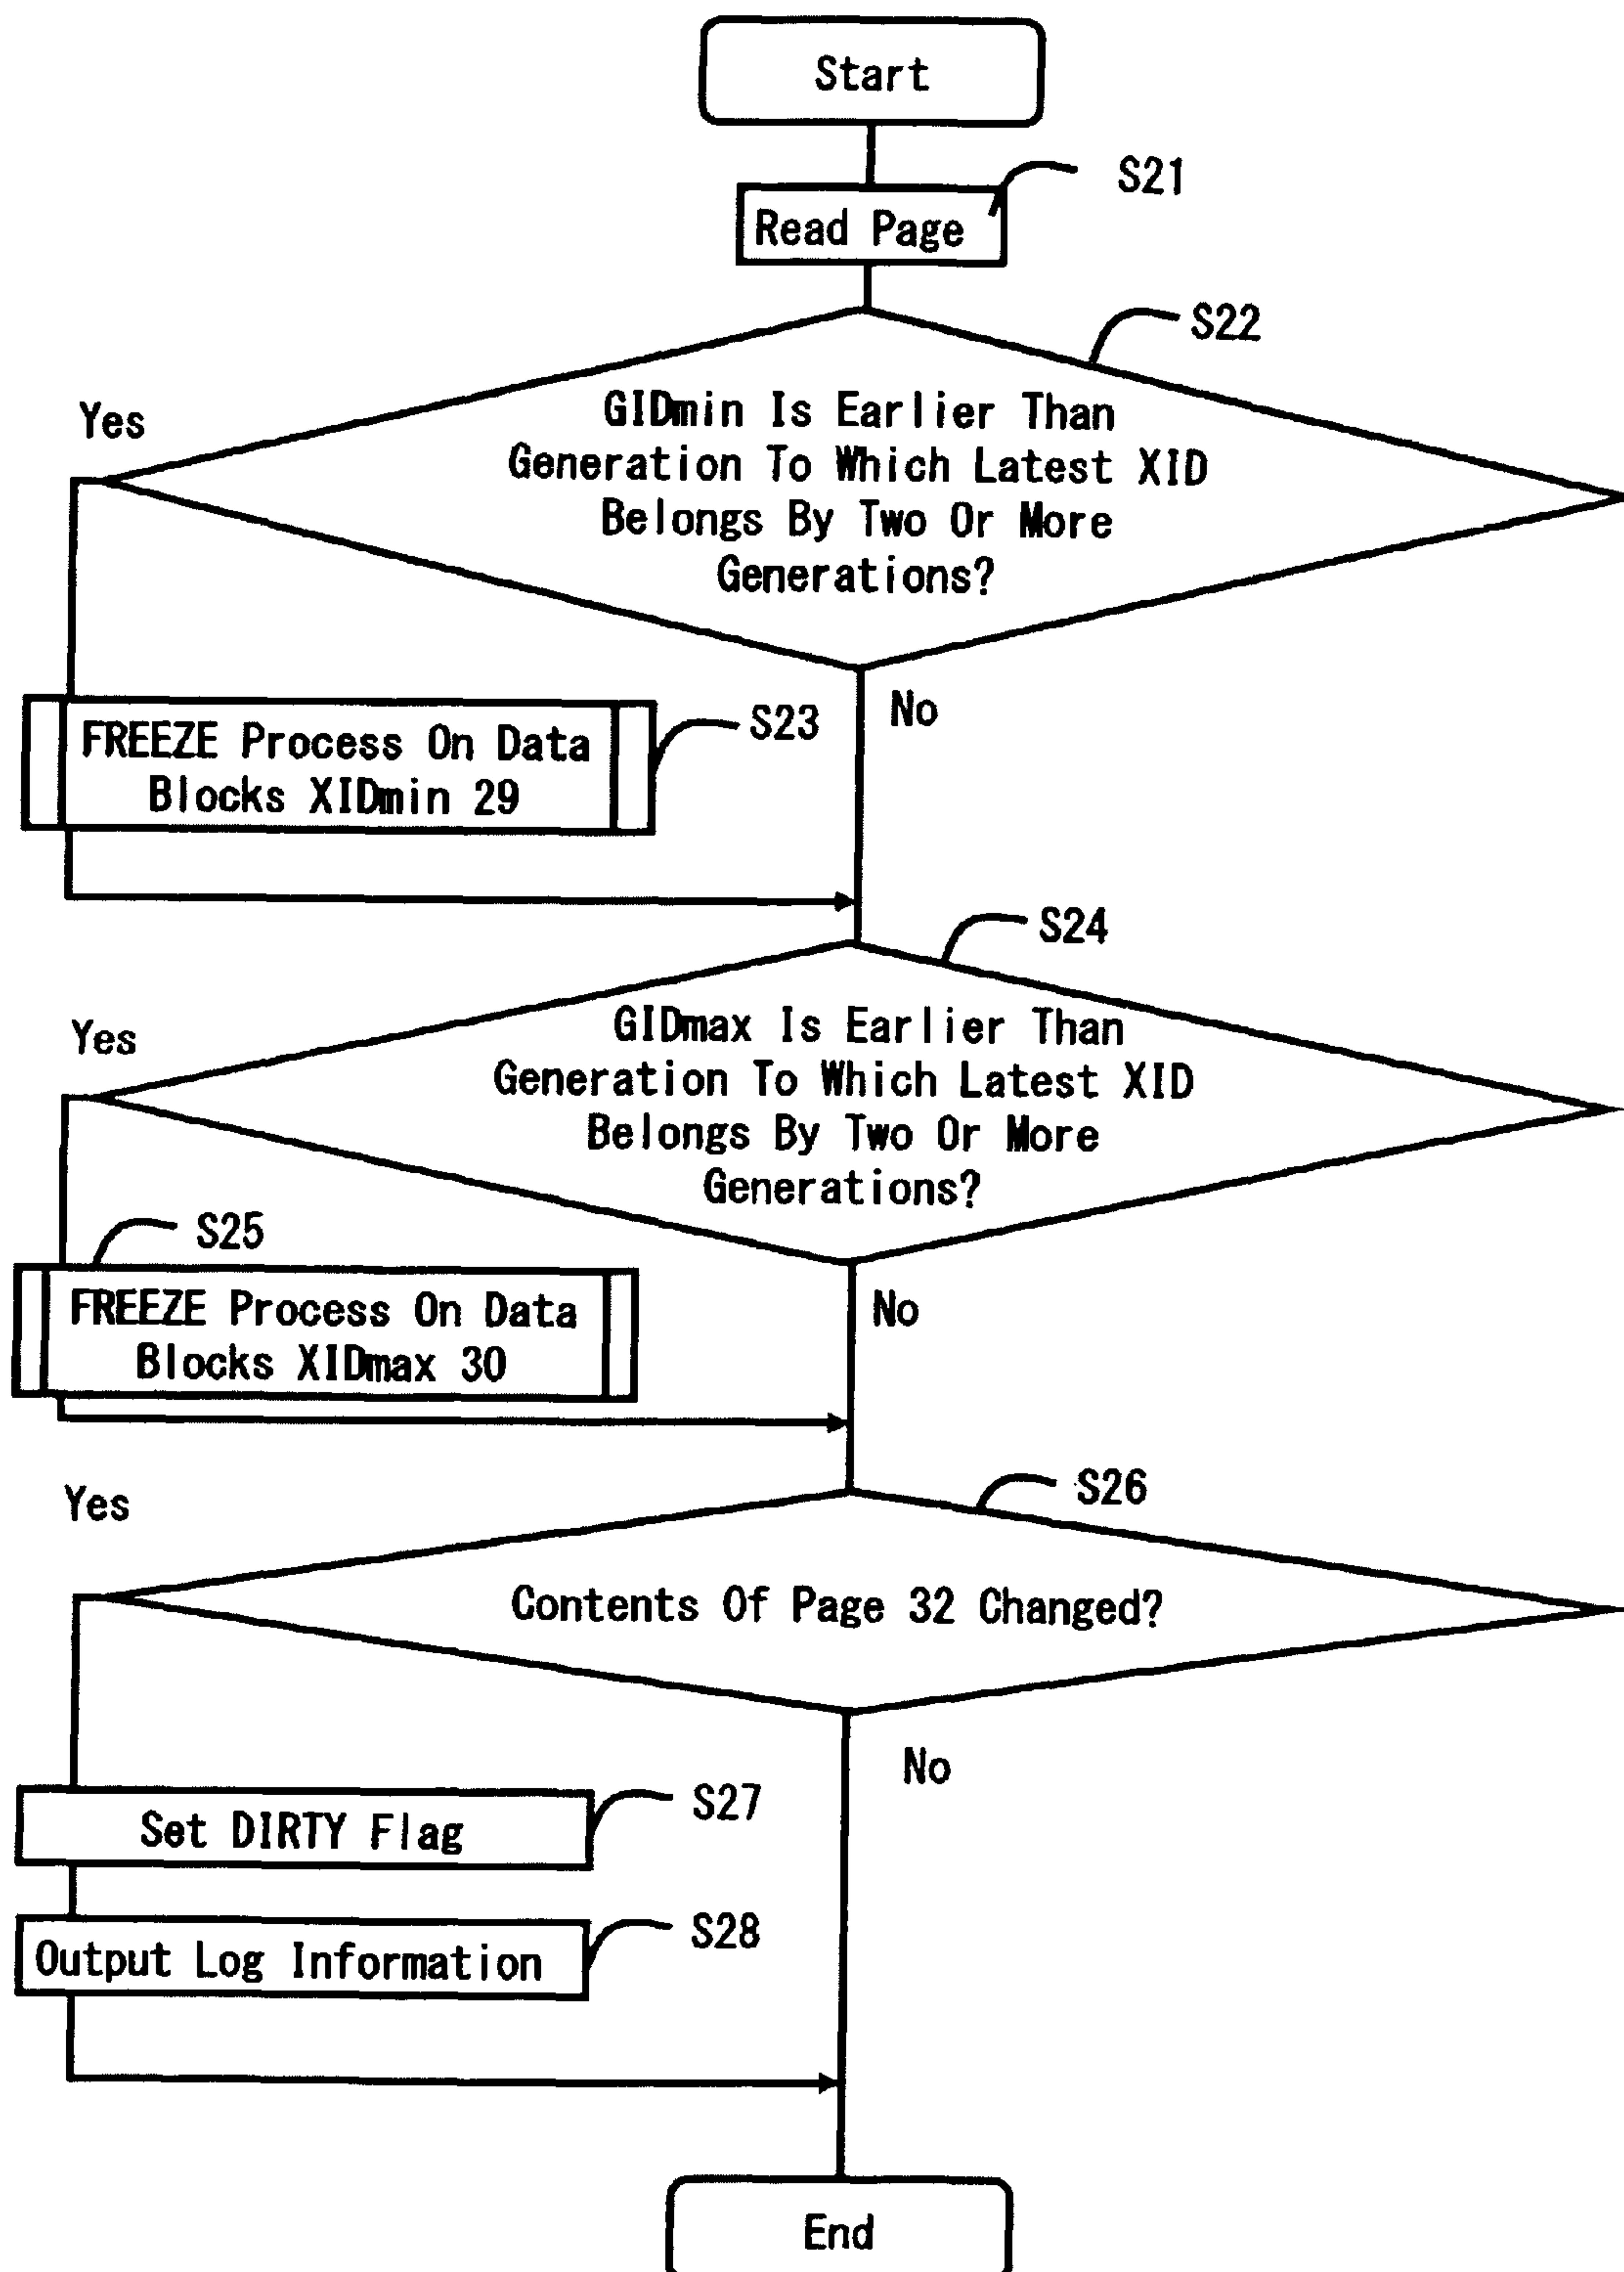 Start
S21
Read Page
S22
GIDmin Is Earlier Than
Generation To Which Latest XID
Belongs By Two Or More
Generations?
Yes
No
S23
FREEZE Process On Data
Blocks XIDmin 29
S24
GIDmax Is Earlier Than
Generation To Which Latest XID
Belongs By Two Or More
Generations?
Yes
No
S25
FREEZE Process On Data
Blocks XIDmax 30
S26
Yes
Contents Of Page 32 Changed?
No
S27
Set DIRTY Flag
S28
Output Log Information
End